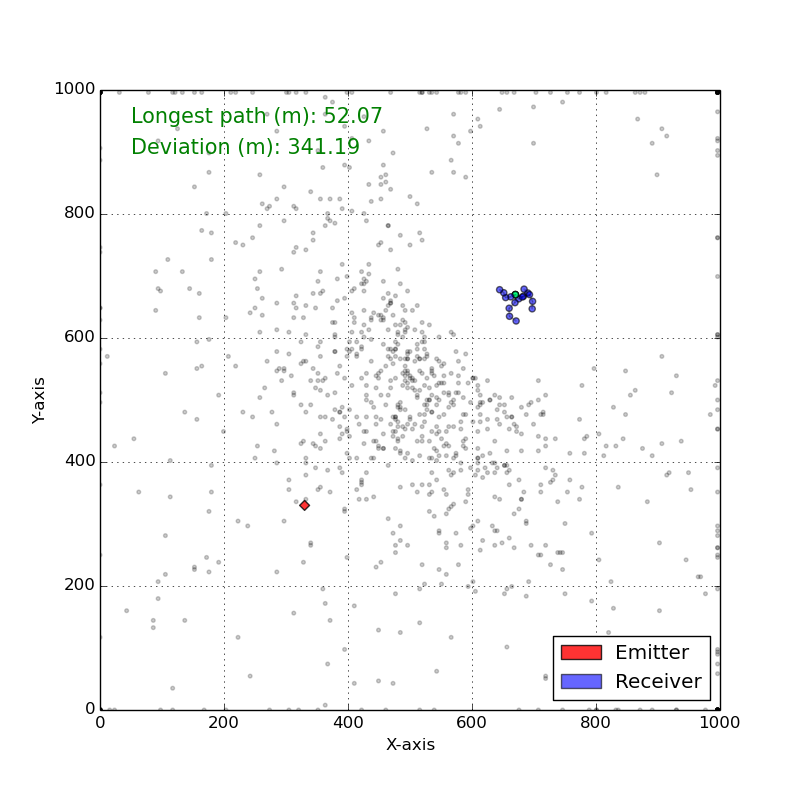 Longest path (m): 52.07
Deviation (m): 341.19
1000
800
600
400
200
0
Y-axis
0 200 400 600 800 1000
X-axis
Emitter
Receiver